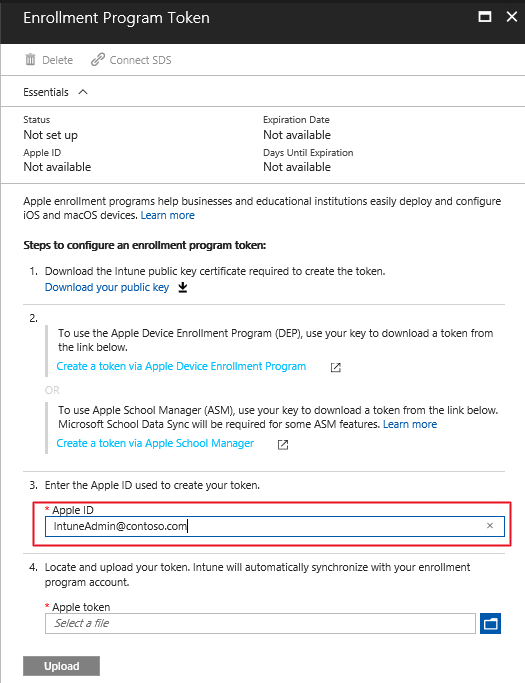 Enrollment Program Token
Delete Connect SDS
Essentials
Status Expiration Date
Not set up Not available
Apple ID Days Until Expiration
Not available Not available
Apple enrollment programs help businesses and educational institutions easily deploy and configure
iOS and macOS devices. Learn more
Steps to configure an enrollment program token:
1. Download the Intune public key certificate required to create the token.
Download your public key
2.
To use the Apple Device Enrollment Program (DEP), use your key to download a token from
the link below.
Create a token via Apple Device Enrollment Program
OR
To use Apple School Manager (ASM), use your key to download a token from the link below.
Microsoft School Data Sync will be required for some ASM features. Learn more
Create a token via Apple School Manager
3. Enter the Apple ID used to create your token.
* Apple ID
IntuneAdmin@contoso.com
4. Locate and upload your token. Intune will automatically synchronize with your enrollment
program account.
* Apple token
Select a file
Upload